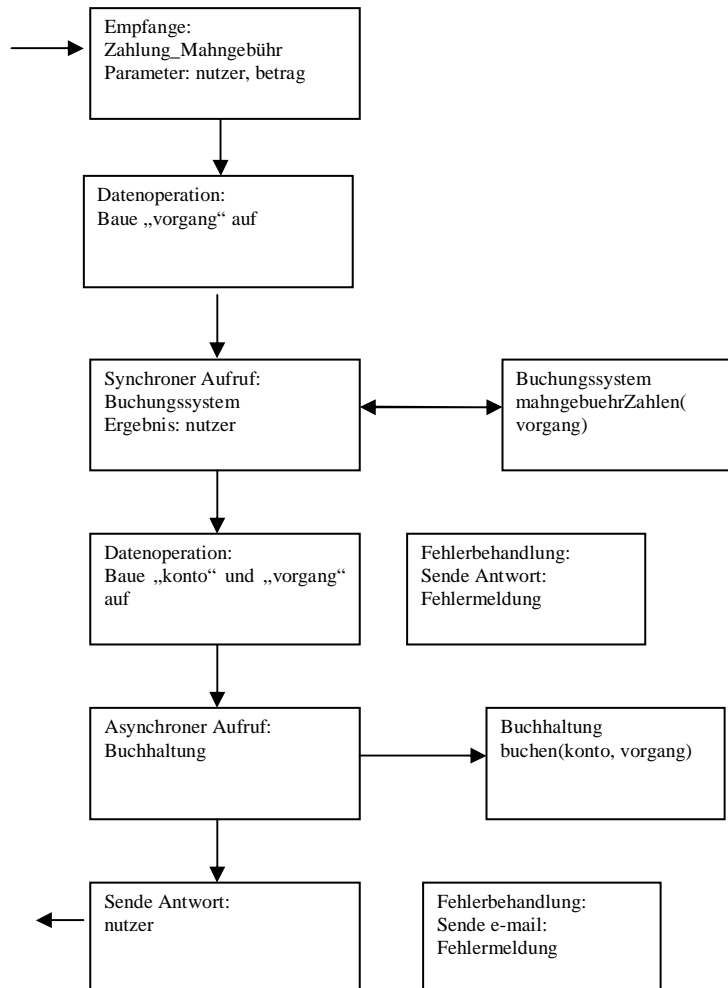 Empfange:
Zahlung_Mahngebühr
Parameter: nutzer, betrag
Datenoperation:
Baue „vorgang“ auf
Synchroner Aufruf:
Buchungssystem
Ergebnis: nutzer
Buchungssystem
mahngebuehrZahlen(
vorgang)
Datenoperation:
Baue „konto“ und „vorgang“
auf
Fehlerbehandlung:
Sende Antwort:
Fehlermeldung
Asynchroner Aufruf:
Buchhaltung
Buchhaltung
buchen(konto, vorgang)
Sende Antwort:
nutzer
Fehlerbehandlung:
Sende e-mail:
Fehlermeldung